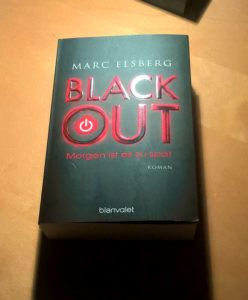 MARC ELSBERG
BLACK
OUT
Morgen ist es zu spät
ROMAN
blanvalet